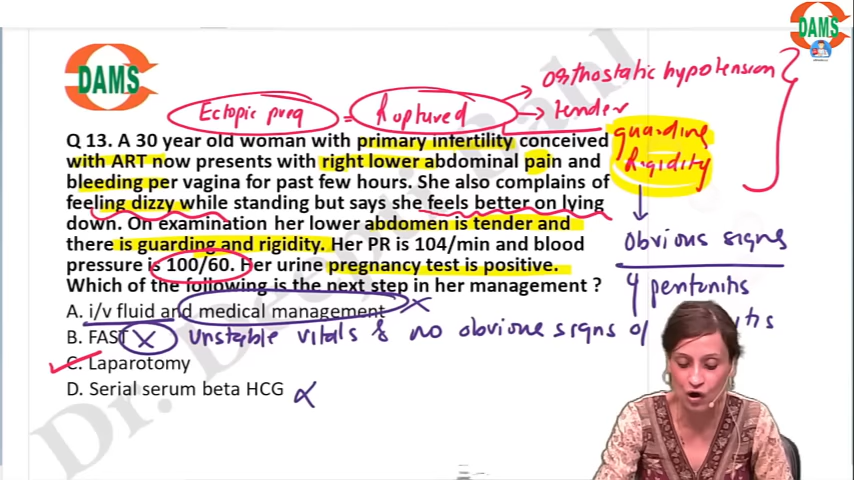 DAMS
DAMS
orthostatic hypotension
Ectopic preg = Ruptured
tender
guarding
Rigidity
Q 13. A 30 year old woman with primary infertility conceived
with ART now presents with right lower abdominal pain and
bleeding per vagina for past few hours. She also complains of
feeling dizzy while standing but says she feels better on lying
down. On examination her lower abdomen is tender and
there is guarding and rigidity. Her PR is 104/min and blood
pressure is 100/60. Her urine pregnancy test is positive.
Which of the following is the next step in her management ?
obvious signs
of peritonitis
A. i/v fluid and medical management
B. FAST unstable vitals & no obvious signs of
C. Laparotomy
D. Serial serum beta HCG